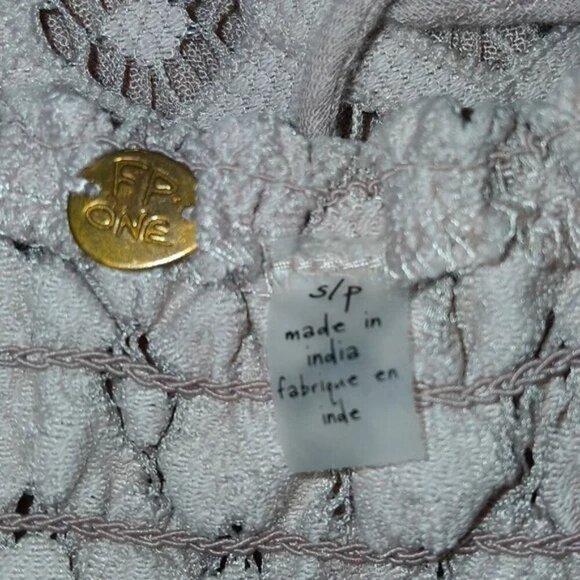 FP.
ONE
s/p
made in
india
fabrique en
inde